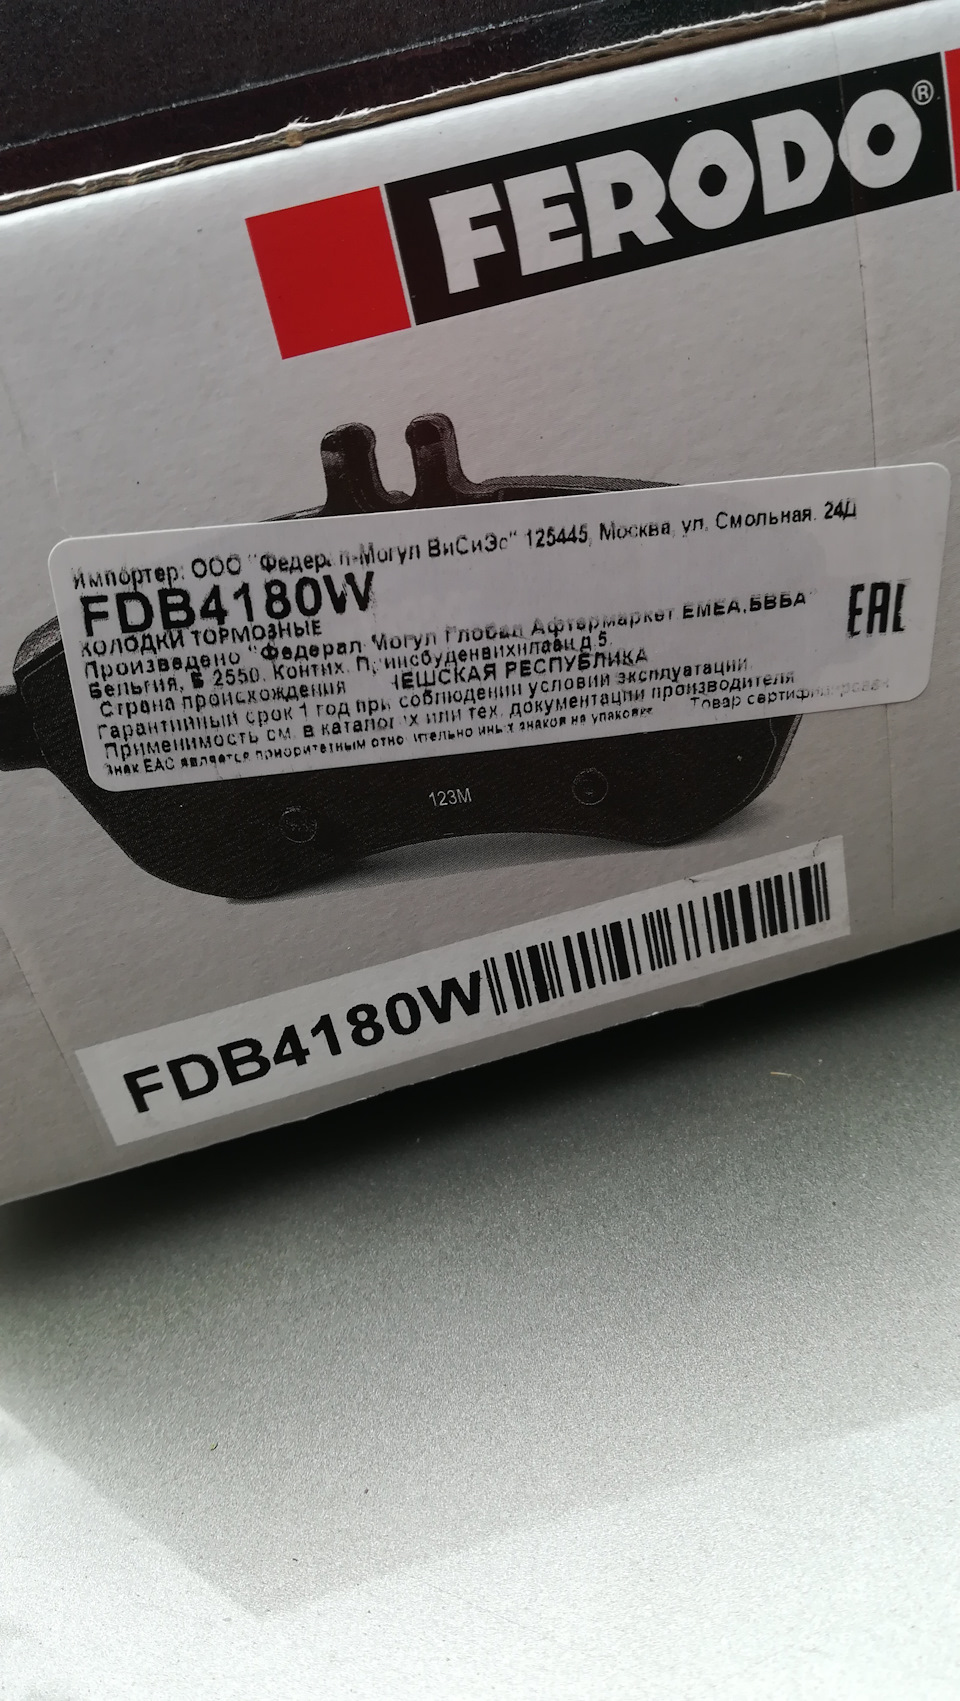 FERODO®
Импортер: ООО "Федерал-Могул ВиСиЭс" 125445, Москва, ул. Смольная. 24Д
FDB4180W
КОЛОДКИ ТОРМОЗНЫЕ
Произведено "Федерал Могул Глобал Афтермаркет ЕМЕА,БВБА"
Бельгия, Б 2550. Контих. Принсбуденвихнлаан д 5.
Страна происхождения ЧЕШСКАЯ РЕСПУБЛИКА
Гарантийный срок 1 год при соблюдении условий эксплуатации.
Применимость см. в каталогах или тех. документации производителя
Знак ЕАС является приоритетным относительно иных знаков на упаковке Товар сертифицирован
EAC
123M
FDB4180W